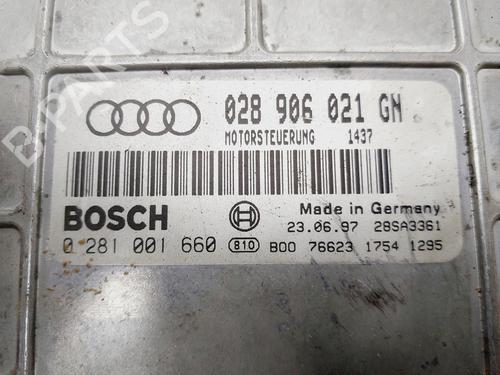 B-PARTS
028 906 021 GN
MOTORSTEUERUNG 1437
BOSCH
Made in Germany
23.06.97 28SA3361
0 281 001 660 810 B00 76623 1754 1295